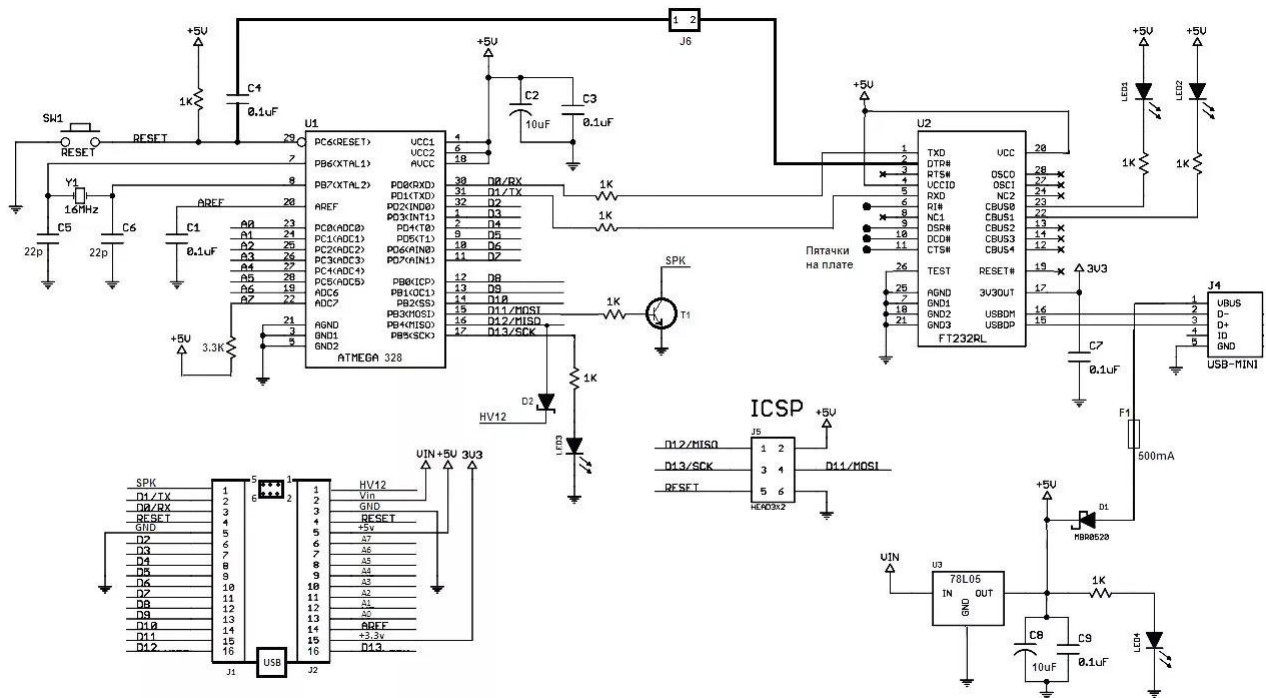 1 2
J6
+5V
+5V
+5V
+5V
+5V
C4
0.1uF
1K
C2
10uF
C3
0.1uF
LED1
LED2
1K
1K
SW1
RESET
RESET
U1
29 PC6(RESET)
7 PB6(XTAL1)
8 PB7(XTAL2)
20 AREF
23 PC0(ADC0)
24 PC1(ADC1)
25 PC2(ADC2)
26 PC3(ADC3)
27 PC4(ADC4)
28 PC5(ADC5)
19 ADC6
22 ADC7
21 AGND
3 GND1
5 GND2
VCC1 4
VCC2 6
AVCC 18
PD0(RXD) 30 D0/RX
PD1(TXD) 31 D1/TX
PD2(IND0) 32 D2
PD3(INT1) 1 D3
PD4(T0) 2 D4
PD5(T1) 9 D5
PD6(AIN0) 10 D6
PD7(AIN1) 11 D7
PB0(ICP) 12 D8
PB1(OC1) 13 D9
PB2(SS) 14 D10
PB3(MOSI) 15 D11/MOSI
PB4(MISO) 16 D12/MISO
PB5(SCK) 17 D13/SCK
ATMEGA 328
Y1
16MHz
C5
22p
C6
22p
AREF
C1
0.1uF
A0
A1
A2
A3
A4
A5
A6
A7
+5V
3.3K
1K
1K
SPK
1K
T1
1K
D2
HV12
LED3
U2
1 TXD
2 DTR#
3 RTS#
4 VCCIO
5 RXD
6 RI#
8 NC1
9 DSR#
10 DCD#
11 CTS#
26 TEST
25 AGND
7 GND1
18 GND2
21 GND3
VCC 20
OSCO 28
OSCI 27
NC2 24
CBUS0 23
CBUS1 22
CBUS2 13
CBUS3 14
CBUS4 12
RESET# 19
3V3OUT 17
USBDM 16
USBDP 15
FT232RL
Пятачки
на плате
3V3
C7
0.1uF
J4
1 VBUS
2 D-
3 D+
4 ID
5 GND
USB-MINI
F1
500mA
ICSP
J5
+5V
D12/MISO 1 2
D13/SCK 3 4 D11/MOSI
RESET 5 6
HEAD3x2
+5V
D1
MBR0520
VIN
U3
78L05
IN OUT
GND
1K
C8
10uF
C9
0.1uF
LED4
VIN +5V 3V3
5 1
6 2
SPK 1
D1/TX 2
D0/RX 3
RESET 4
GND 5
D2 6
D3 7
D4 8
D5 9
D6 10
D7 11
D8 12
D9 13
D10 14
D11 15
D12 16
J1
USB
1 HV12
2 Vin
3 GND
4 RESET
5 +5v
6 A7
7 A6
8 A5
9 A4
10 A3
11 A2
12 A1
13 A0
14 AREF
15 +3.3v
16 D13
J2